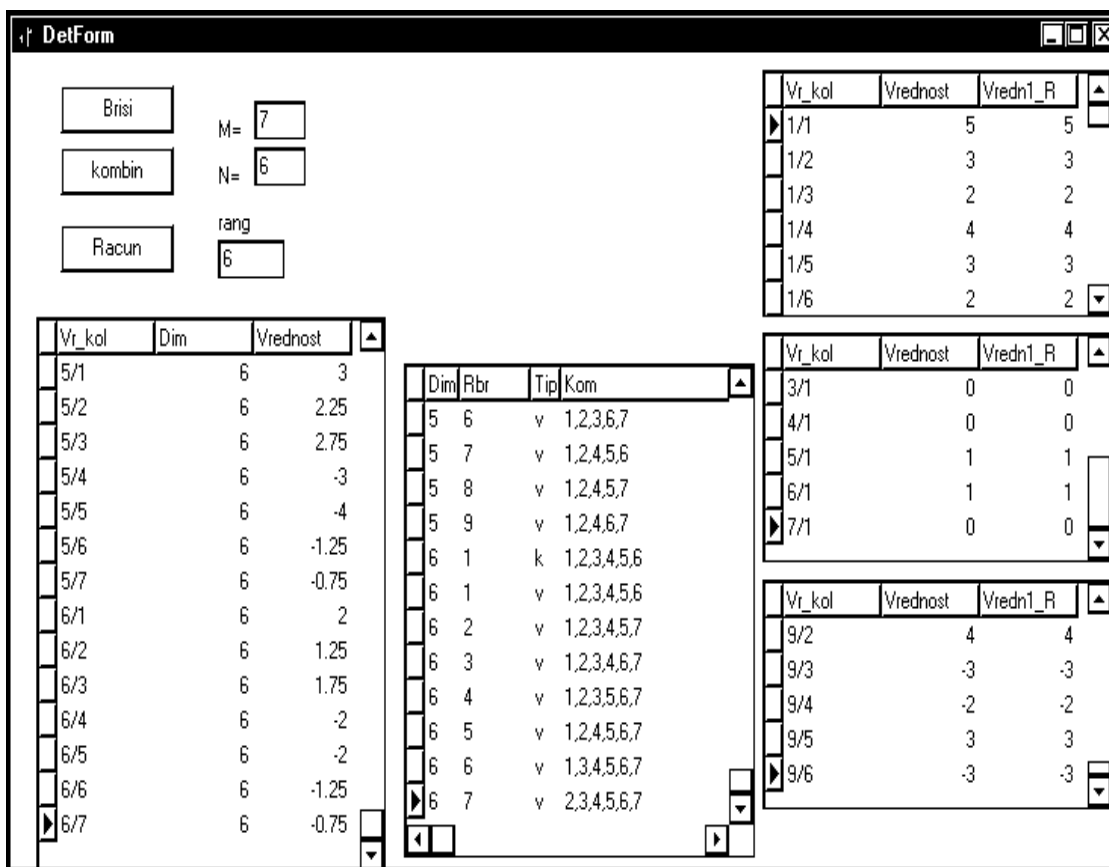 DetForm
Brisi
M= 7
kombin
N= 6
rang
Racun
6
Vr_kol Dim Vrednost
5/1 6 3
5/2 6 2.25
5/3 6 2.75
5/4 6 -3
5/5 6 -4
5/6 6 -1.25
5/7 6 -0.75
6/1 6 2
6/2 6 1.25
6/3 6 1.75
6/4 6 -2
6/5 6 -2
6/6 6 -1.25
6/7 6 -0.75
Dim Rbr Tip Kom
5 6 v 1,2,3,6,7
5 7 v 1,2,4,5,6
5 8 v 1,2,4,5,7
5 9 v 1,2,4,6,7
6 1 k 1,2,3,4,5,6
6 1 v 1,2,3,4,5,6
6 2 v 1,2,3,4,5,7
6 3 v 1,2,3,4,6,7
6 4 v 1,2,3,5,6,7
6 5 v 1,2,4,5,6,7
6 6 v 1,3,4,5,6,7
6 7 v 2,3,4,5,6,7
Vr_kol Vrednost Vredn1_R
1/1 5 5
1/2 3 3
1/3 2 2
1/4 4 4
1/5 3 3
1/6 2 2
Vr_kol Vrednost Vredn1_R
3/1 0 0
4/1 0 0
5/1 1 1
6/1 1 1
7/1 0 0
Vr_kol Vrednost Vredn1_R
9/2 4 4
9/3 -3 -3
9/4 -2 -2
9/5 3 3
9/6 -3 -3